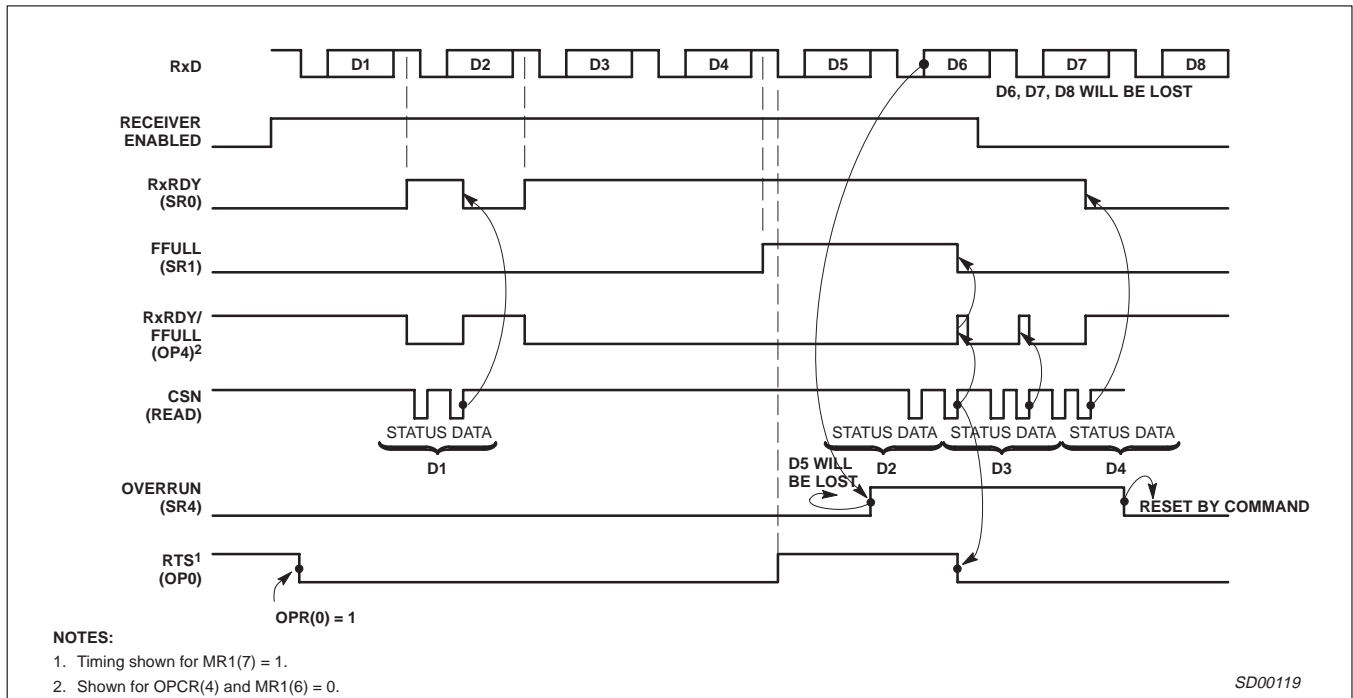 RxD
D1 D2 D3 D4 D5 D6 D7 D8
D6, D7, D8 WILL BE LOST
RECEIVER
ENABLED
RxRDY
(SR0)
FFULL
(SR1)
RxRDY/
FFULL
(OP4)2
CSN
(READ)
STATUS DATA STATUS DATA STATUS DATA STATUS DATA
D1 D2 D3 D4
D5 WILL
BE LOST
OVERRUN
(SR4)
RESET BY COMMAND
RTS1
(OP0)
OPR(0) = 1
NOTES:
1. Timing shown for MR1(7) = 1.
2. Shown for OPCR(4) and MR1(6) = 0.
SD00119